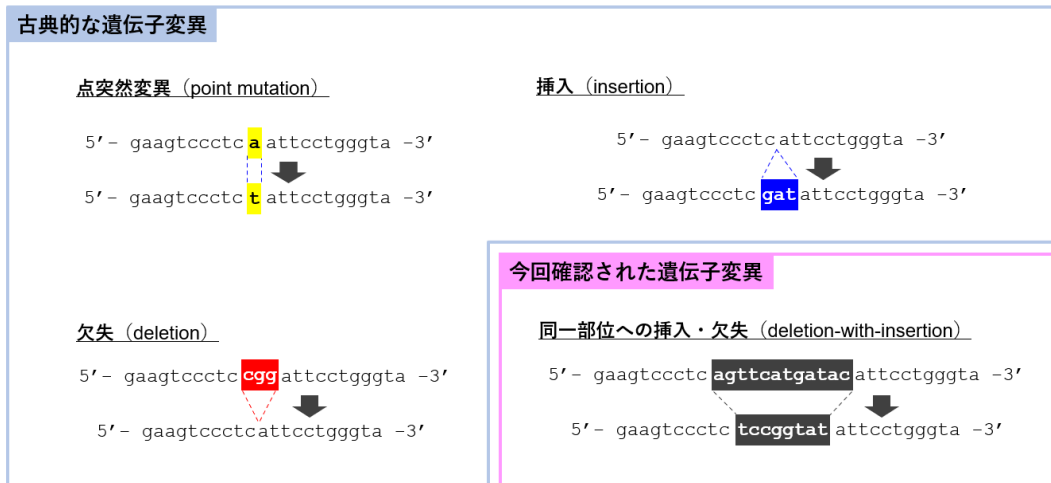 古典的な遺伝子変異
点突然変異（point mutation）
5’- gaagtccctc a attcctgggta -3’
5’- gaagtccctc t attcctgggta -3’
挿入（insertion）
5’- gaagtccctcattcctgggta -3’
5’- gaagtccctc gat attcctgggta -3’
欠失（deletion）
5’- gaagtccctc cgg attcctgggta -3’
5’- gaagtccctcattcctgggta -3’
今回確認された遺伝子変異
同一部位への挿入・欠失（deletion-with-insertion）
5’- gaagtccctc agttcatgatac attcctgggta -3’
5’- gaagtccctc tccggtat attcctgggta -3’